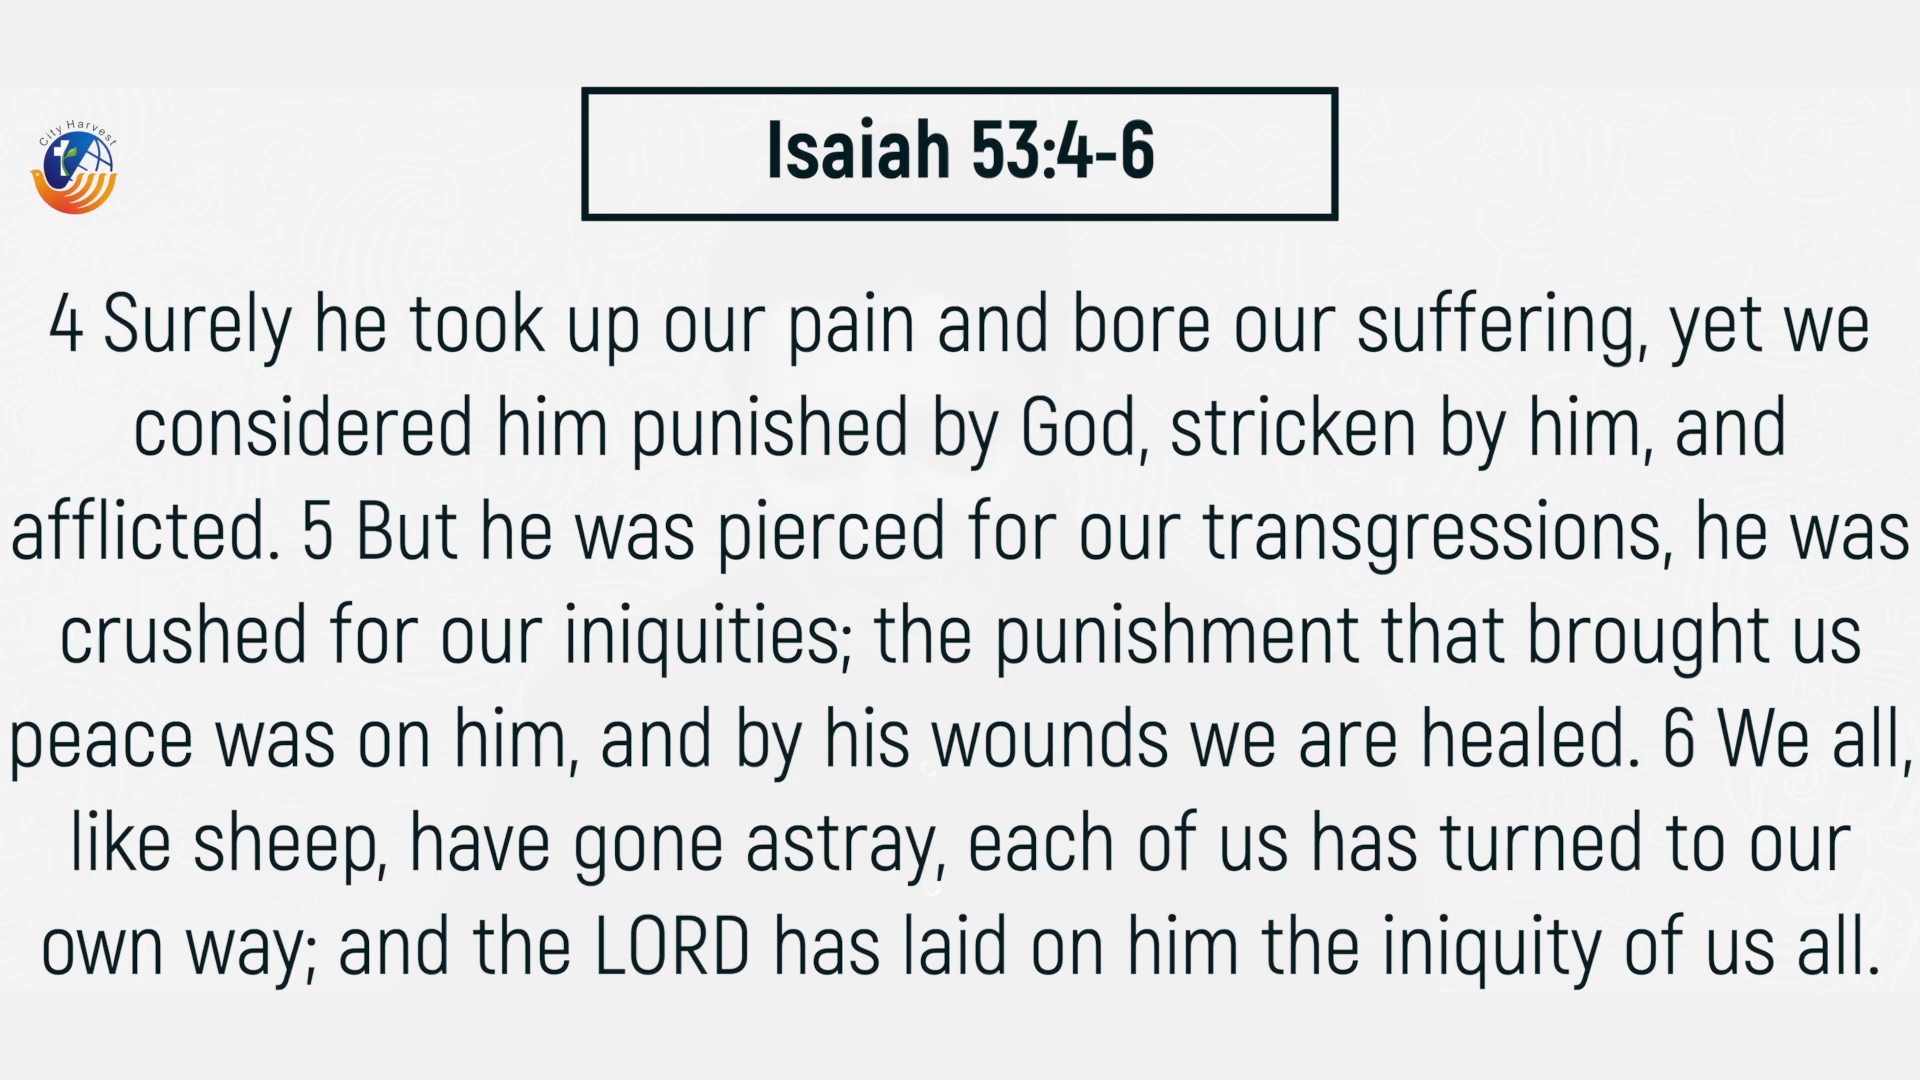 City Harvest
Isaiah 53:4-6
4 Surely he took up our pain and bore our suffering, yet we
considered him punished by God, stricken by him, and
afflicted. 5 But he was pierced for our transgressions, he was
crushed for our iniquities; the punishment that brought us
peace was on him, and by his wounds we are healed. 6 We all,
like sheep, have gone astray, each of us has turned to our
own way; and the LORD has laid on him the iniquity of us all.